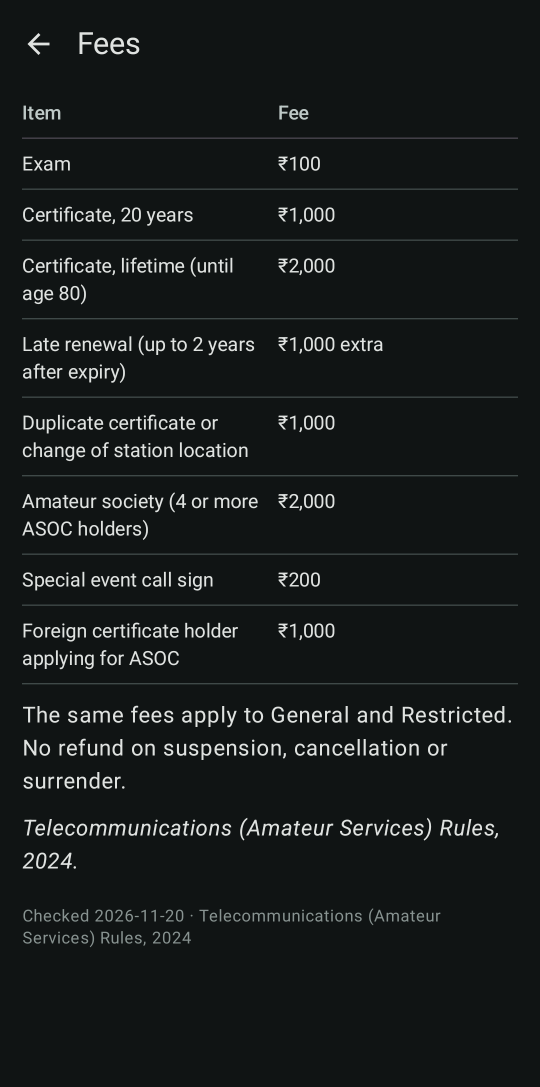 Fees
Item Fee
Exam ₹100
Certificate, 20 years ₹1,000
Certificate, lifetime (until ₹2,000
age 80)
Late renewal (up to 2 years ₹1,000 extra
after expiry)
Duplicate certificate or ₹1,000
change of station location
Amateur society (4 or more ₹2,000
ASOC holders)
Special event call sign ₹200
Foreign certificate holder ₹1,000
applying for ASOC
The same fees apply to General and Restricted.
No refund on suspension, cancellation or
surrender.
Telecommunications (Amateur Services) Rules,
2024.
Checked 2026-11-20 · Telecommunications (Amateur
Services) Rules, 2024